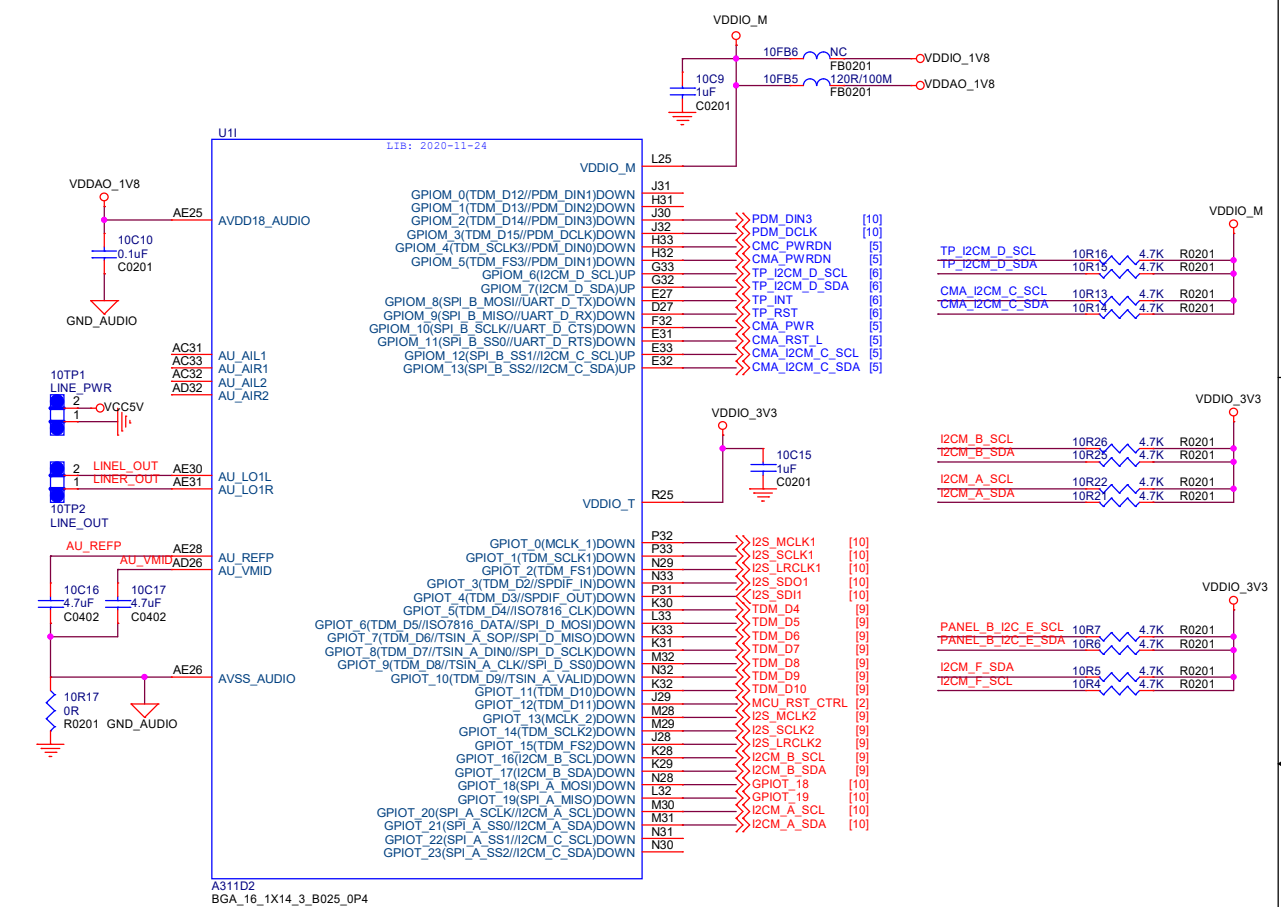 VDDIO_M
10FB6 NC VDDIO_1V8
FB0201
10C9 10FB5 120R/100M VDDAO_1V8
1uF FB0201
C0201
U1I
LIB: 2020-11-24
VDDIO_M L25
VDDAO_1V8
AE25 AVDD18_AUDIO
10C10
0.1uF
C0201
GND_AUDIO
GPIOM_0(TDM_D12//PDM_DIN1)DOWN J31
GPIOM_1(TDM_D13//PDM_DIN2)DOWN H31
GPIOM_2(TDM_D14//PDM_DIN3)DOWN J30 PDM_DIN3 [10]
GPIOM_3(TDM_D15//PDM_DCLK)DOWN J32 PDM_DCLK [10]
GPIOM_4(TDM_SCLK3//PDM_DIN0)DOWN H33 CMC_PWRDN [5]
GPIOM_5(TDM_FS3//PDM_DIN1)DOWN H32 CMA_PWRDN [5]
GPIOM_6(I2CM_D_SCL)UP G33 TP_I2CM_D_SCL [6]
GPIOM_7(I2CM_D_SDA)UP G32 TP_I2CM_D_SDA [6]
GPIOM_8(SPI_B_MOSI//UART_D_TX)DOWN E27 TP_INT [6]
GPIOM_9(SPI_B_MISO//UART_D_RX)DOWN D27 TP_RST [6]
GPIOM_10(SPI_B_SCLK//UART_D_CTS)DOWN F32 CMA_PWR [5]
GPIOM_11(SPI_B_SS0//UART_D_RTS)DOWN E31 CMA_RST_L [5]
GPIOM_12(SPI_B_SS1//I2CM_C_SCL)UP E33 CMA_I2CM_C_SCL [5]
GPIOM_13(SPI_B_SS2//I2CM_C_SDA)UP E32 CMA_I2CM_C_SDA [5]
VDDIO_M
TP_I2CM_D_SCL 10R16 4.7K R0201
TP_I2CM_D_SDA 10R15 4.7K R0201
CMA_I2CM_C_SCL 10R13 4.7K R0201
CMA_I2CM_C_SDA 10R14 4.7K R0201
AC31 AU_AIL1
AC33 AU_AIR1
AC32 AU_AIL2
AD32 AU_AIR2
10TP1
LINE_PWR
2 VCC5V
1
2 LINEL_OUT AE30 AU_LO1L
1 LINER_OUT AE31 AU_LO1R
10TP2
LINE_OUT
VDDIO_3V3
10C15
1uF
C0201
VDDIO_T R25
VDDIO_3V3
I2CM_B_SCL 10R26 4.7K R0201
I2CM_B_SDA 10R25 4.7K R0201
I2CM_A_SCL 10R22 4.7K R0201
I2CM_A_SDA 10R21 4.7K R0201
AU_REFP AE28 AU_REFP
AU_VMID AD26 AU_VMID
10C16 10C17
4.7uF 4.7uF
C0402 C0402
AE26 AVSS_AUDIO
10R17
0R
R0201 GND_AUDIO
GPIOT_0(MCLK_1)DOWN P32 I2S_MCLK1 [10]
GPIOT_1(TDM_SCLK1)DOWN P33 I2S_SCLK1 [10]
GPIOT_2(TDM_FS1)DOWN N29 I2S_LRCLK1 [10]
GPIOT_3(TDM_D2//SPDIF_IN)DOWN N33 I2S_SDO1 [10]
GPIOT_4(TDM_D3//SPDIF_OUT)DOWN P31 I2S_SDI1 [10]
GPIOT_5(TDM_D4//ISO7816_CLK)DOWN K30 TDM_D4 [9]
GPIOT_6(TDM_D5//ISO7816_DATA//SPI_D_MOSI)DOWN L33 TDM_D5 [9]
GPIOT_7(TDM_D6//TSIN_A_SOP//SPI_D_MISO)DOWN K33 TDM_D6 [9]
GPIOT_8(TDM_D7//TSIN_A_DIN0//SPI_D_SCLK)DOWN K31 TDM_D7 [9]
GPIOT_9(TDM_D8//TSIN_A_CLK//SPI_D_SS0)DOWN M32 TDM_D8 [9]
GPIOT_10(TDM_D9//TSIN_A_VALID)DOWN N32 TDM_D9 [9]
GPIOT_11(TDM_D10)DOWN K32 TDM_D10 [9]
GPIOT_12(TDM_D11)DOWN J29 MCU_RST_CTRL [2]
GPIOT_13(MCLK_2)DOWN M28 I2S_MCLK2 [9]
GPIOT_14(TDM_SCLK2)DOWN M29 I2S_SCLK2 [9]
GPIOT_15(TDM_FS2)DOWN J28 I2S_LRCLK2 [9]
GPIOT_16(I2CM_B_SCL)DOWN K28 I2CM_B_SCL [9]
GPIOT_17(I2CM_B_SDA)DOWN K29 I2CM_B_SDA [9]
GPIOT_18(SPI_A_MOSI)DOWN N28 GPIOT_18 [10]
GPIOT_19(SPI_A_MISO)DOWN L32 GPIOT_19 [10]
GPIOT_20(SPI_A_SCLK//I2CM_A_SCL)DOWN M30 I2CM_A_SCL [10]
GPIOT_21(SPI_A_SS0//I2CM_A_SDA)DOWN M31 I2CM_A_SDA [10]
GPIOT_22(SPI_A_SS1//I2CM_C_SCL)DOWN N31
GPIOT_23(SPI_A_SS2//I2CM_C_SDA)DOWN N30
VDDIO_3V3
PANEL_B_I2C_E_SCL 10R7 4.7K R0201
PANEL_B_I2C_E_SDA 10R6 4.7K R0201
I2CM_F_SDA 10R5 4.7K R0201
I2CM_F_SCL 10R4 4.7K R0201
A311D2
BGA_16_1X14_3_B025_0P4